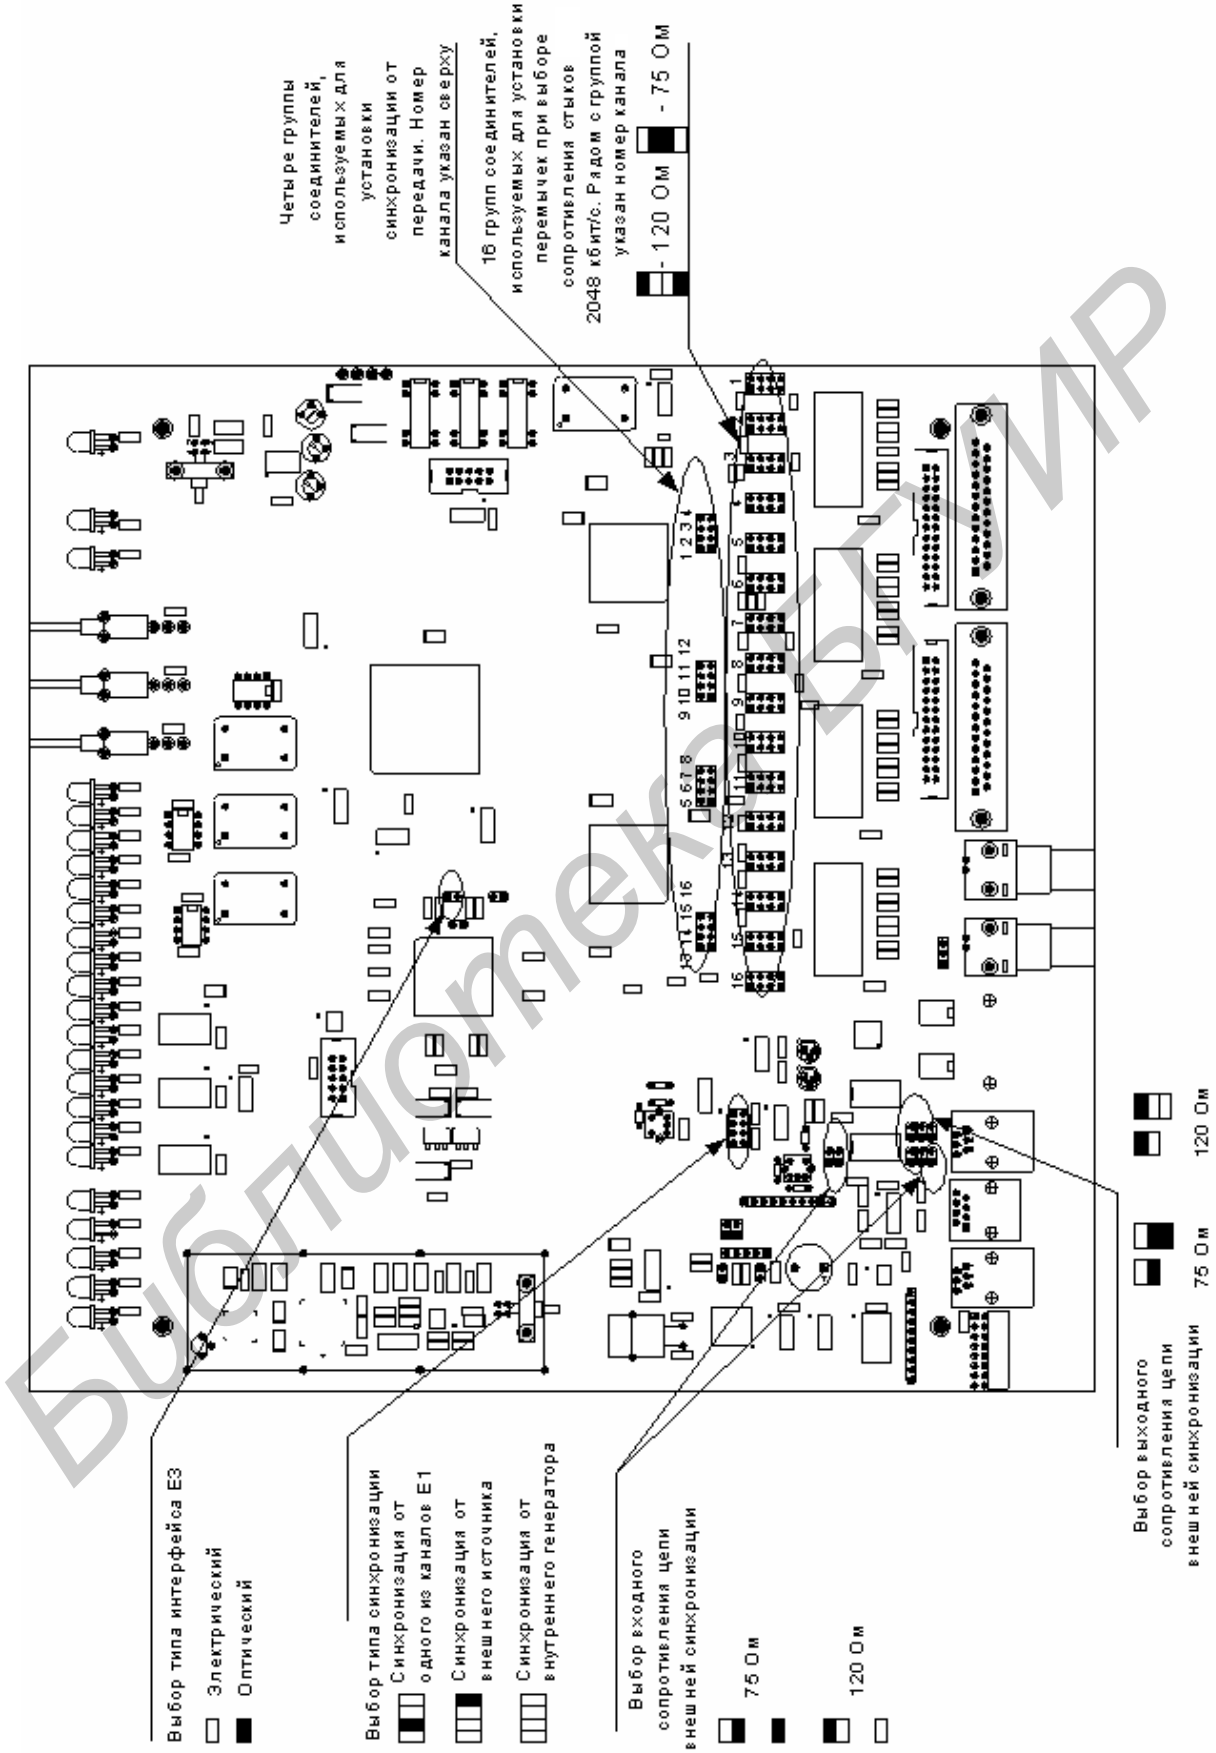 Четыре группы
соединителей,
используемых для
установки
синхронизации от
передачи. Номер
канала указан сверху
16 групп соединителей,
используемых для установки
перемычек при выборе
сопротивления стыков
2048 кбит/с. Рядом с группой
указан номер канала
- 120 Ом
- 75 Ом
1 2 3 4
9 10 11 12
5 6 7 8
13 14 15 16
1
3
4
5
6
7
8
9
10
11
12
13
14
15
16
Выбор типа интерфейса Е3
Электрический
Оптический
Выбор типа синхронизации
Синхронизация от
одного из каналов Е1
Синхронизация от
внешнего источника
Синхронизация от
внутреннего генератора
Выбор входного
сопротивления цепи
внешней синхронизации
75 Ом
120 Ом
Выбор выходного
сопротивления цепи
внешней синхронизации
75 Ом
120 Ом
Библиотека БГУИР